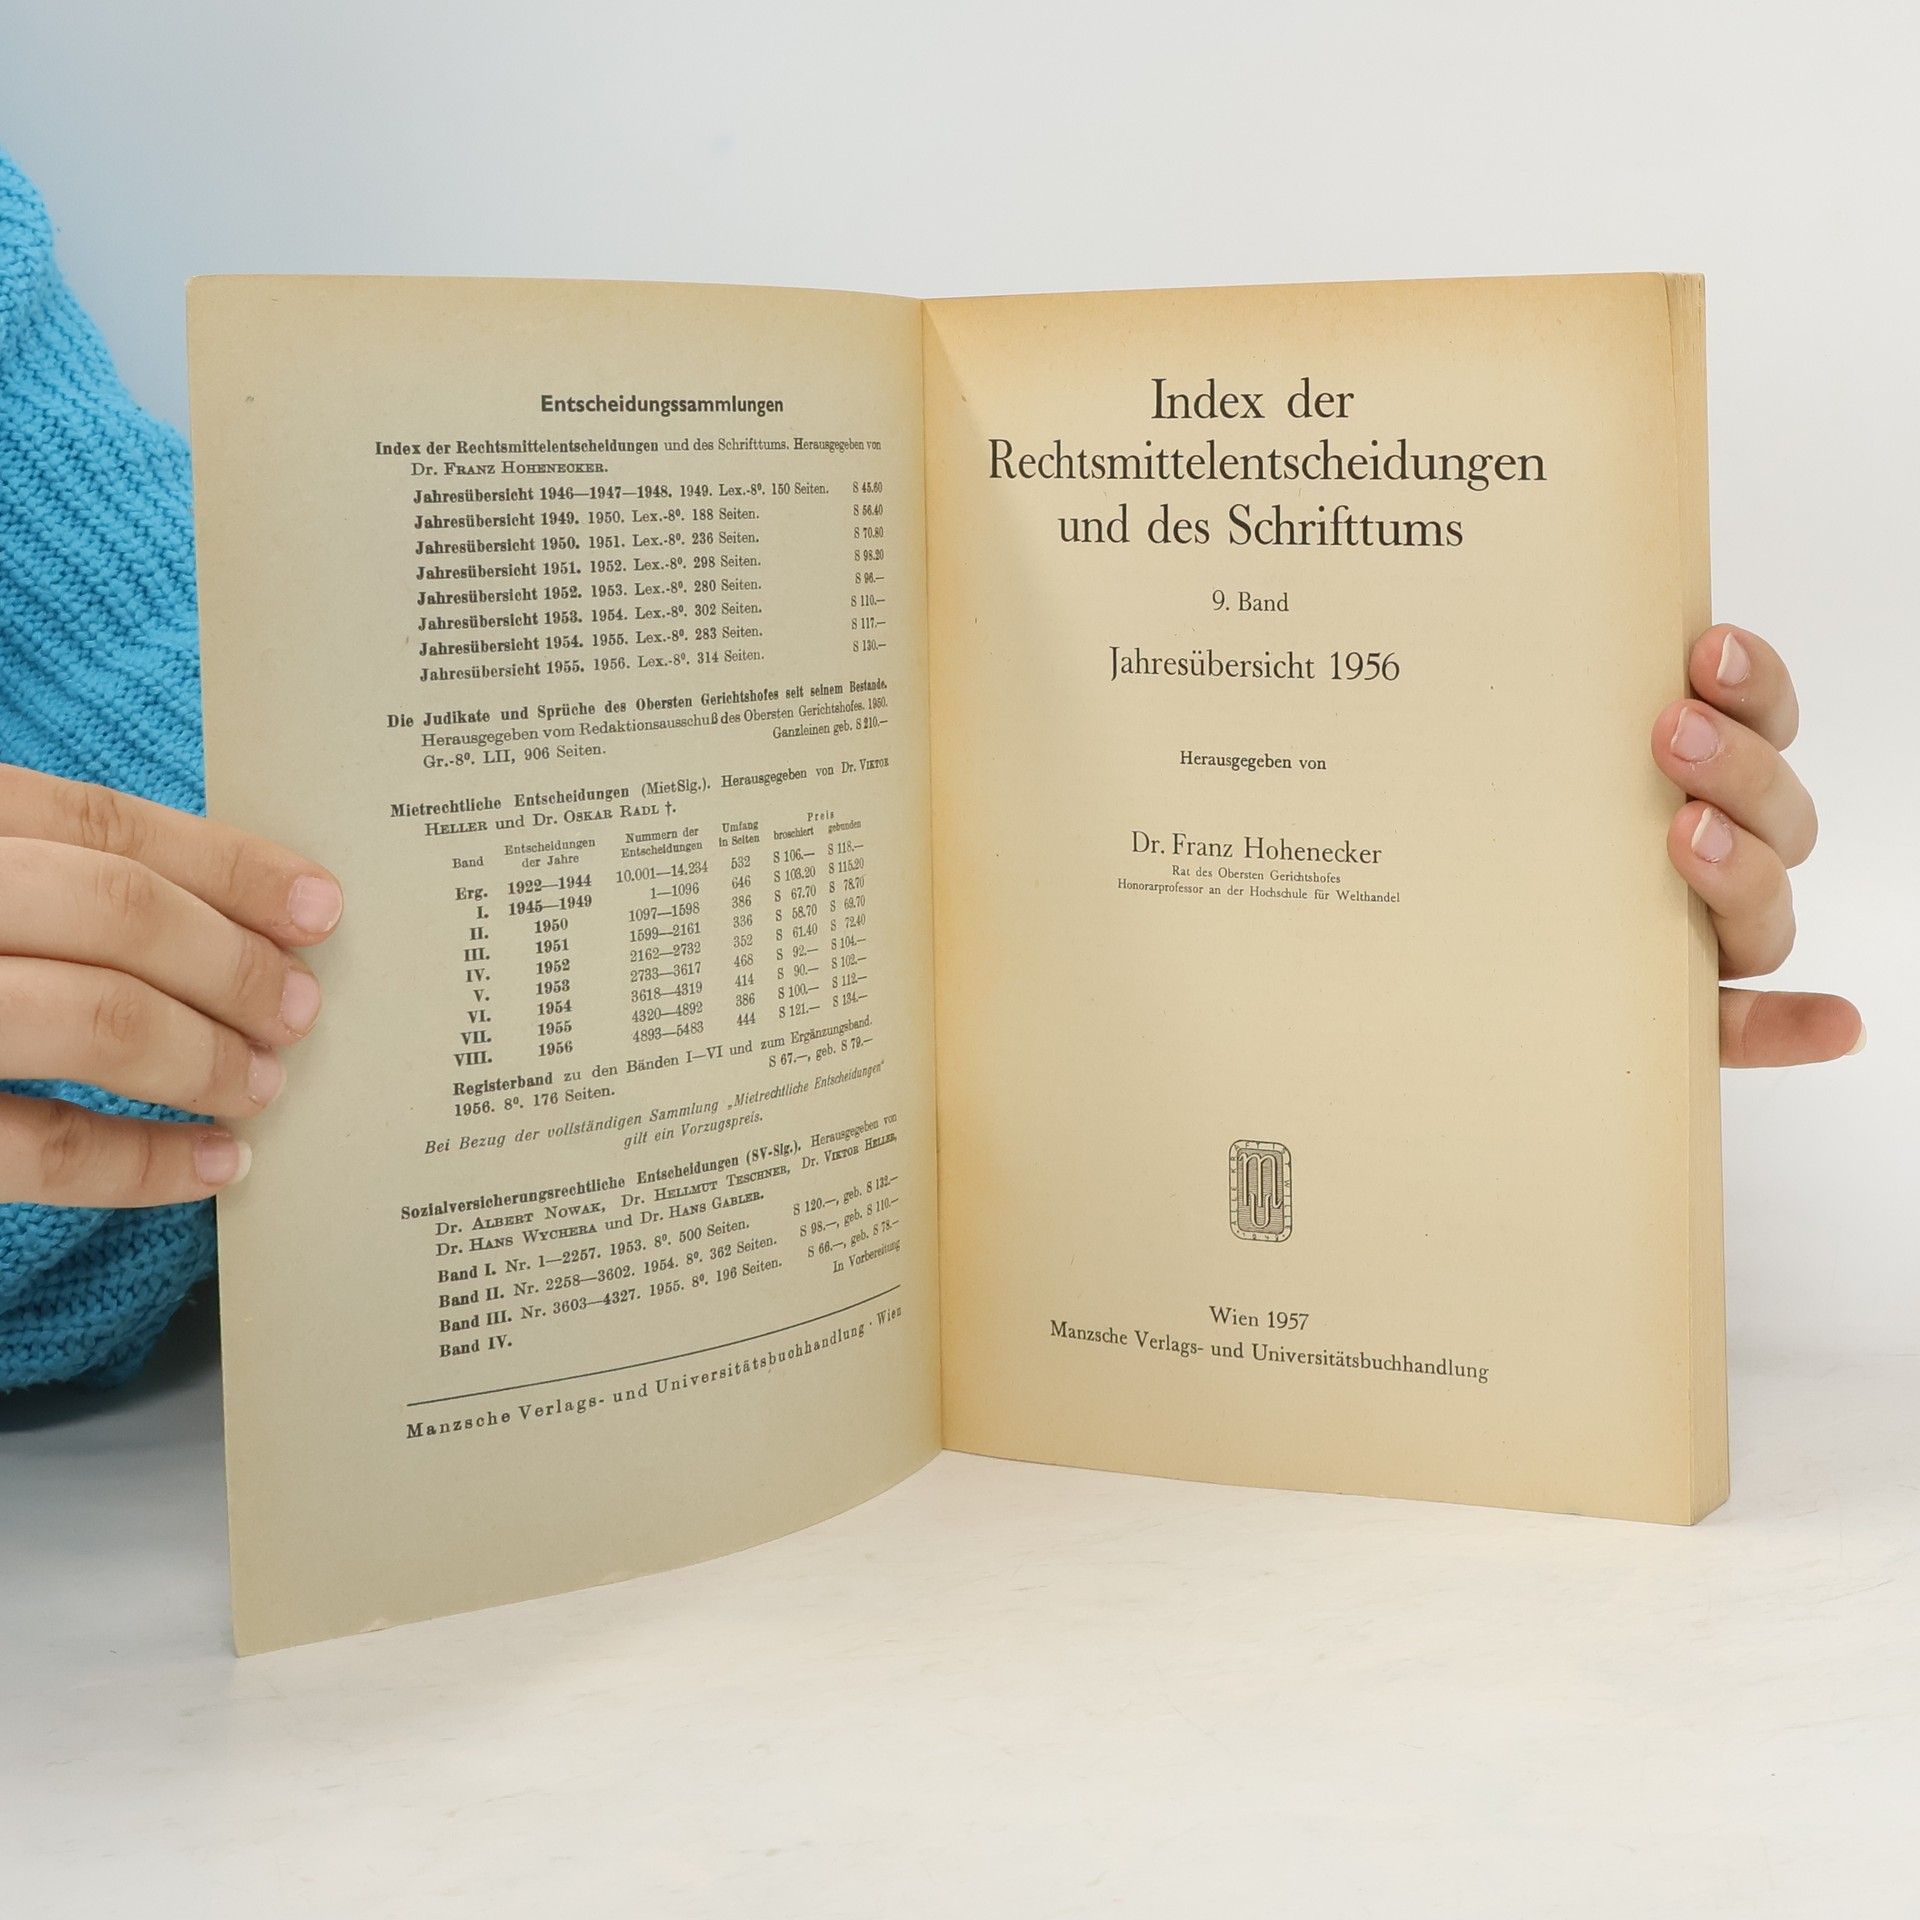 Entscheidungssammlungen
Index der Rechtsmittelentscheidungen und des Schrifttums. Herausgegeben von
Dr. FRANZ HOHENECKER.
Jahresübersicht 1946—1947—1948. 1949. Lex.-8⁰. 150 Seiten. S 45.60
Jahresübersicht 1949. 1950. Lex.-8⁰. 188 Seiten. S 56.40
Jahresübersicht 1950. 1951. Lex.-8⁰. 236 Seiten. S 70.80
Jahresübersicht 1951. 1952. Lex.-8⁰. 298 Seiten. S 98.20
Jahresübersicht 1952. 1953. Lex.-8⁰. 280 Seiten. S 96.—
Jahresübersicht 1953. 1954. Lex.-8⁰. 302 Seiten. S 110.—
Jahresübersicht 1954. 1955. Lex.-8⁰. 283 Seiten. S 117.—
Jahresübersicht 1955. 1956. Lex.-8⁰. 314 Seiten. S 130.—
Die Judikate und Sprüche des Obersten Gerichtshofes seit seinem Bestande.
Herausgegeben vom Redaktionsausschuß des Obersten Gerichtshofes. 1950.
Gr.-8⁰. LII, 906 Seiten. Ganzleinen geb. S 210.—
Mietrechtliche Entscheidungen (MietSlg.). Herausgegeben von Dr. VIKTOR
HELLER und Dr. OSKAR RADL †.
Band Entscheidungen der Jahre Nummern der Entscheidungen Umfang in Seiten Preis broschiert gebunden
Erg. 1922—1944 10.001—14.234 532 S 106.— S 118.—
I. 1945—1949 1—1096 646 S 103.20 S 115.20
II. 1950 1097—1598 386 S 67.70 S 78.70
III. 1951 1599—2161 336 S 58.70 S 69.70
IV. 1952 2162—2732 352 S 61.40 S 72.40
V. 1953 2733—3617 468 S 92.— S 104.—
VI. 1954 3618—4319 414 S 90.— S 102.—
VII. 1955 4320—4892 386 S 100.— S 112.—
VIII. 1956 4893—5483 444 S 121.— S 134.—
Registerband zu den Bänden I—VI und zum Ergänzungsband.
1956. 8⁰. 176 Seiten. S 67.—, geb. S 79.—
Bei Bezug der vollständigen Sammlung „Mietrechtliche Entscheidungen"
gilt ein Vorzugspreis.
Sozialversicherungsrechtliche Entscheidungen (SV-Slg.). Herausgegeben von
Dr. ALBERT NOWAK, Dr. HELLMUT TESCHNER, Dr. VIKTOR HELLER,
Dr. HANS WYCHERA und Dr. HANS GABLER.
Band I. Nr. 1—2257. 1953. 8⁰. 500 Seiten. S 120.—, geb. S 132.—
Band II. Nr. 2258—3602. 1954. 8⁰. 362 Seiten. S 98.—, geb. S 110.—
Band III. Nr. 3603—4327. 1955. 8⁰. 196 Seiten. S 66.—, geb. S 78.—
Band IV. In Vorbereitung
Manzsche Verlags- und Universitätsbuchhandlung · Wien
Index der
Rechtsmittelentscheidungen
und des Schrifttums
9. Band
Jahresübersicht 1956
Herausgegeben von
Dr. Franz Hohenecker
Rat des Obersten Gerichtshofes
Honorarprofessor an der Hochschule für Welthandel
Wien 1957
Manzsche Verlags- und Universitätsbuchhandlung